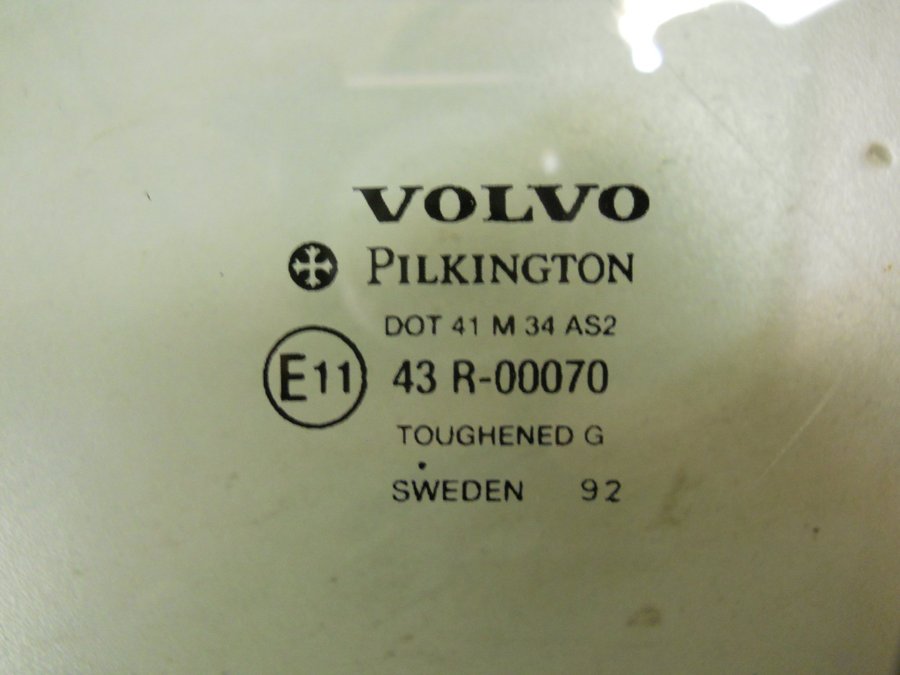 VOLVO
PILKINGTON
DOT 41 M 34 AS2
E11 43 R-00070
TOUGHENED G
SWEDEN 92